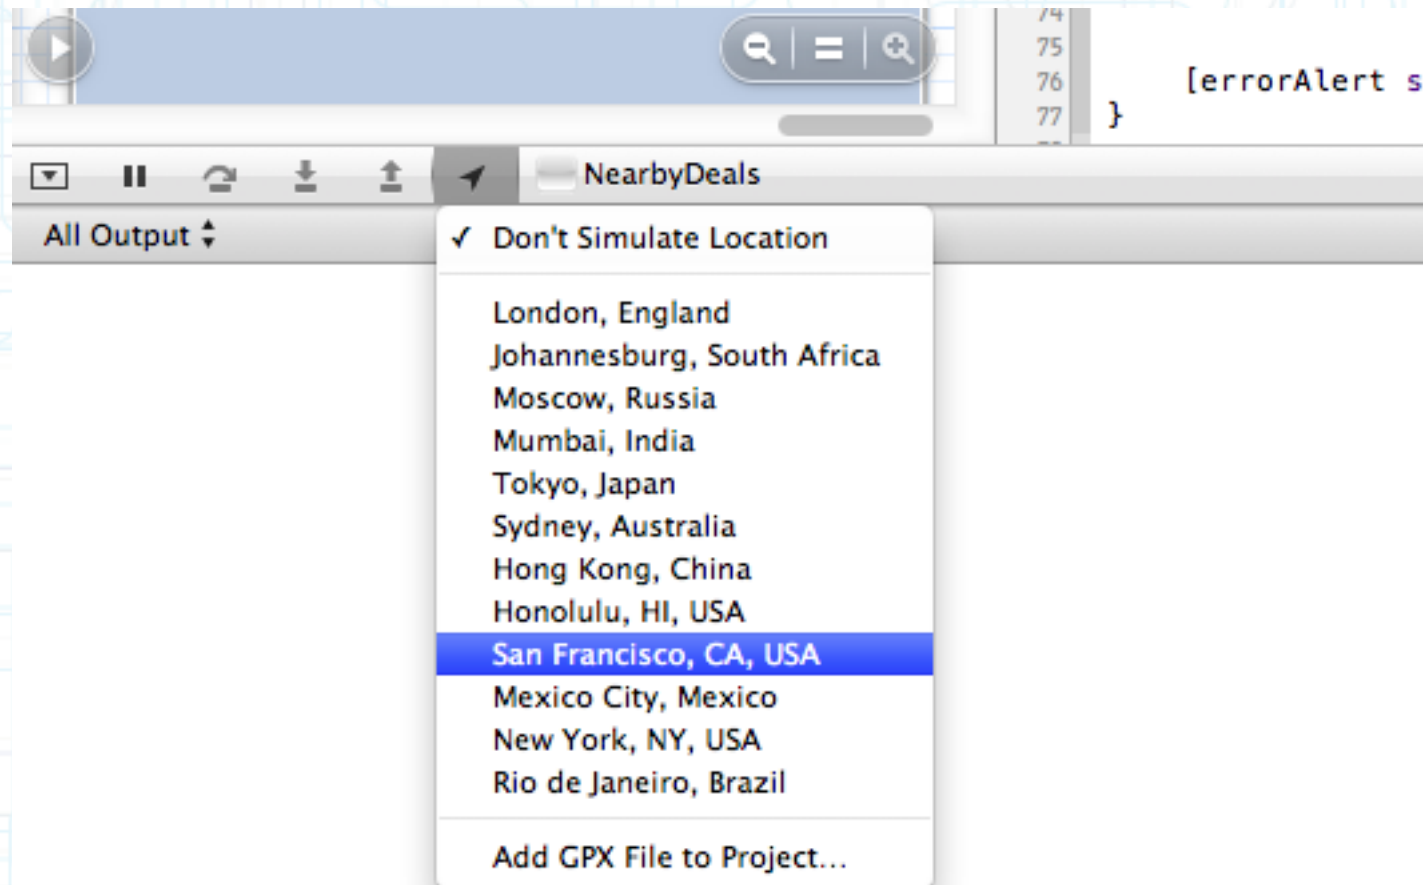 74
75
76 [errorAlert s
77 }
NearbyDeals
All Output
✓ Don't Simulate Location
London, England
Johannesburg, South Africa
Moscow, Russia
Mumbai, India
Tokyo, Japan
Sydney, Australia
Hong Kong, China
Honolulu, HI, USA
San Francisco, CA, USA
Mexico City, Mexico
New York, NY, USA
Rio de Janeiro, Brazil
Add GPX File to Project...